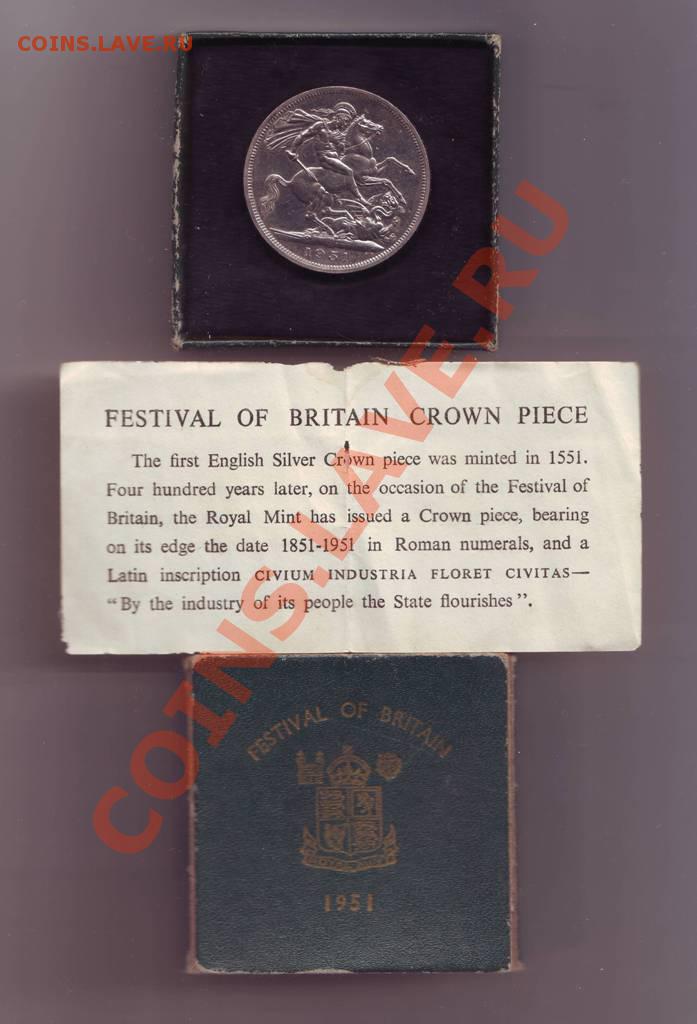 COINS.LAVE.RU
1951
FESTIVAL OF BRITAIN CROWN PIECE
The first English Silver Crown piece was minted in 1551.
Four hundred years later, on the occasion of the Festival of
Britain, the Royal Mint has issued a Crown piece, bearing
on its edge the date 1851-1951 in Roman numerals, and a
Latin inscription CIVIUM INDUSTRIA FLORET CIVITAS—
“By the industry of its people the State flourishes”.
COINS.LAVE.RU
FESTIVAL OF BRITAIN
ROYAL MINT
1951